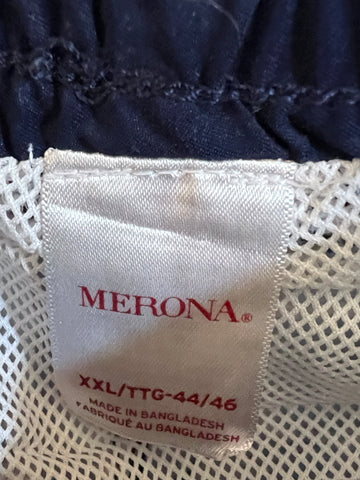 MERONA®
XXL/TTG-44/46
MADE IN BANGLADESH
FABRIQUÉ AU BANGLADESH